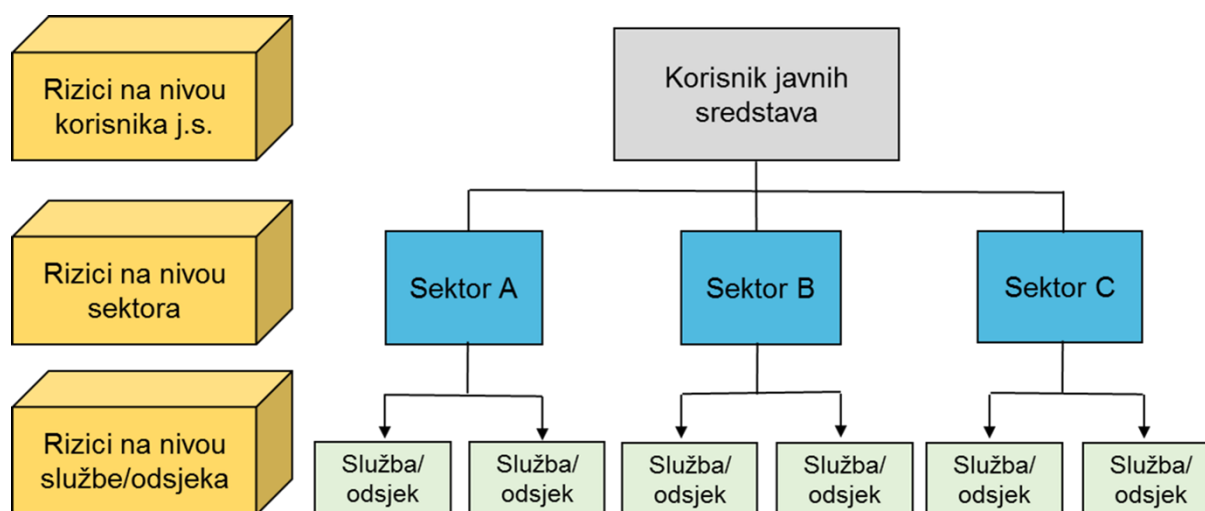 Rizici na nivou
korisnika j.s.
Korisnik javnih
sredstava
Rizici na nivou
sektora
Sektor A
Sektor B
Sektor C
Rizici na nivou
službe/odsjeka
Služba/
odsjek
Služba/
odsjek
Služba/
odsjek
Služba/
odsjek
Služba/
odsjek
Služba/
odsjek